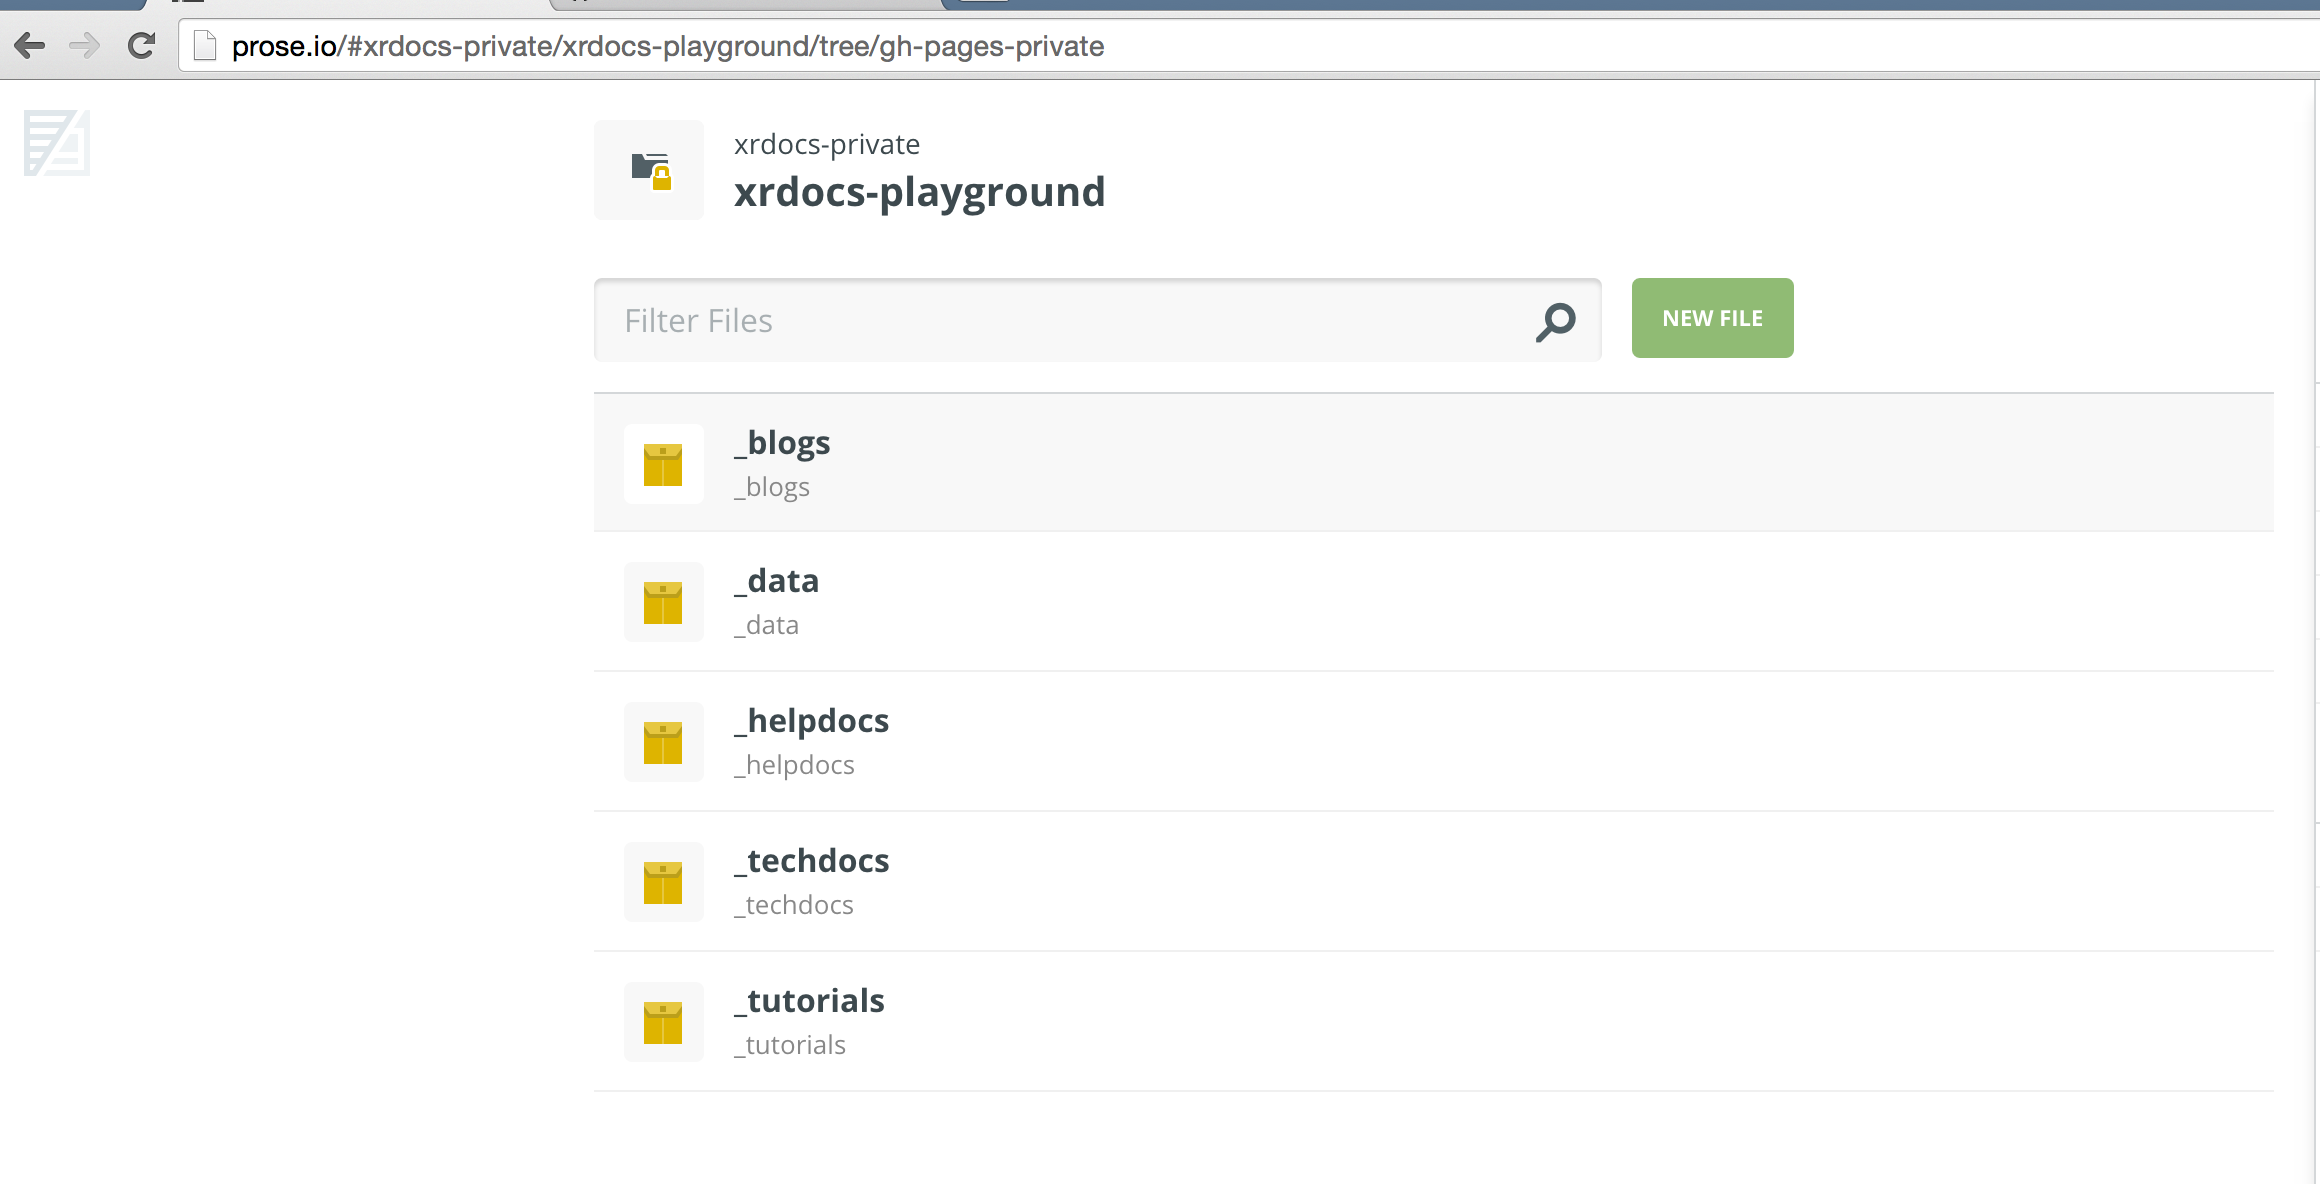 prose.io/#xrdocs-private/xrdocs-playground/tree/gh-pages-private
xrdocs-private
xrdocs-playground
Filter Files
NEW FILE
_blogs
_blogs
_data
_data
_helpdocs
_helpdocs
_techdocs
_techdocs
_tutorials
_tutorials